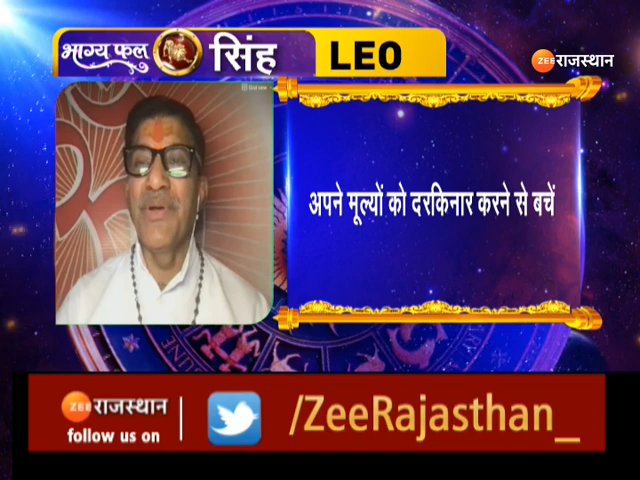 भाग्य फल
सिंह
LEO
ZEE राजस्थान
अपने मूल्यों को दरकिनार करने से बचें
ZEE राजस्थान
follow us on
/ZeeRajasthan_